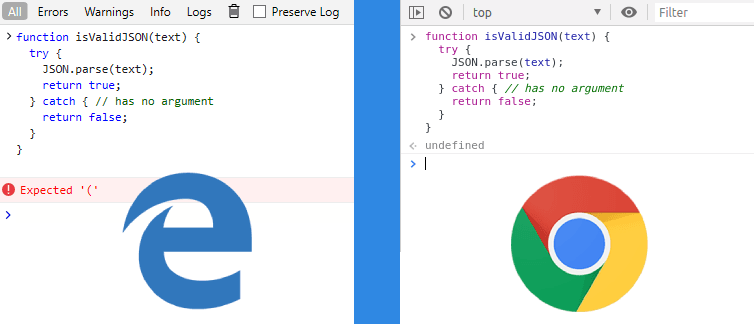 All Errors Warnings Info Logs Preserve Log
function isValidJSON(text) {
  try {
    JSON.parse(text);
    return true;
  } catch { // has no argument
    return false;
  }
}
Expected '('
top Filter
function isValidJSON(text) {
  try {
    JSON.parse(text);
    return true;
  } catch { // has no argument
    return false;
  }
}
undefined